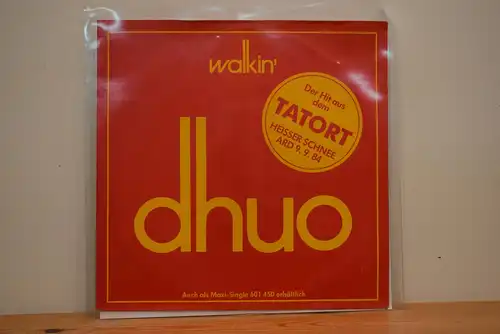 walkin'
Der Hit aus
dem
TATORT
HEISSER SCHNEE
ARD 9. 9. 84
dhuo
Auch als Maxi-Single 601 450 erhältlich